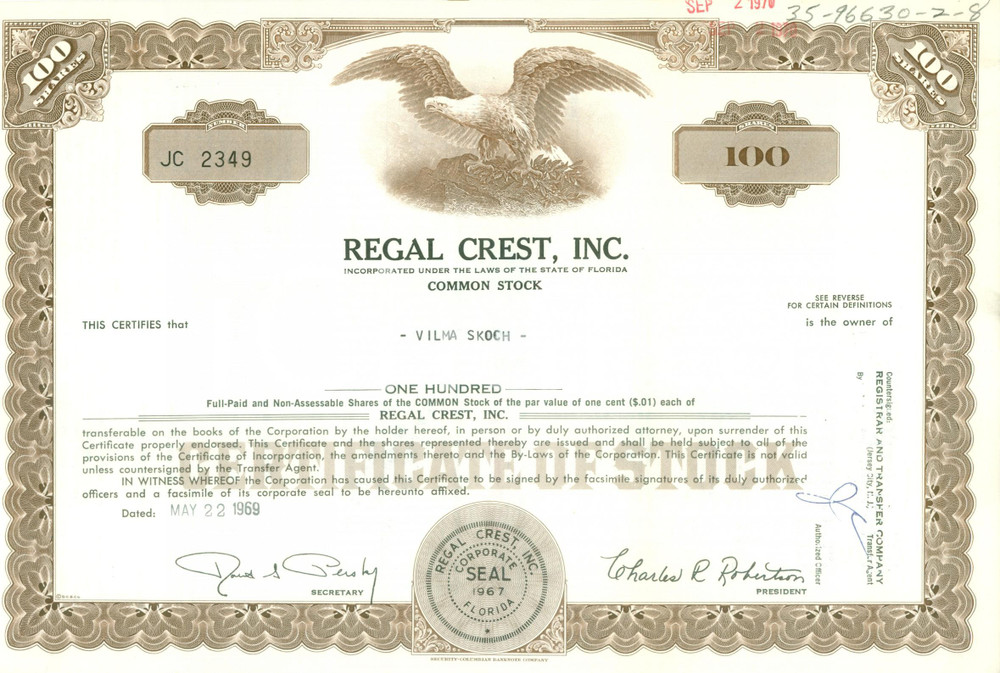 SEP 2 1970
35-96630-2-8
100 SHARES
100 SHARES
NUMBER
JC 2349
SHARES
100
REGAL CREST, INC.
INCORPORATED UNDER THE LAWS OF THE STATE OF FLORIDA
COMMON STOCK
SEE REVERSE
FOR CERTAIN DEFINITIONS
THIS CERTIFIES that
is the owner of
- VILMA SKOCH -
ONE HUNDRED
Full-Paid and Non-Assessable Shares of the COMMON Stock of the par value of one cent ($.01) each of
REGAL CREST, INC.
transferable on the books of the Corporation by the holder hereof, in person or by duly authorized attorney, upon surrender of this
Certificate properly endorsed. This Certificate and the shares represented thereby are issued and shall be held subject to all of the
provisions of the Certificate of Incorporation, the amendments thereto and the By-Laws of the Corporation. This Certificate is not valid
unless countersigned by the Transfer Agent.
IN WITNESS WHEREOF the Corporation has caused this Certificate to be signed by the facsimile signatures of its duly authorized
officers and a facsimile of its corporate seal to be hereunto affixed.
CERTIFICATE OF STOCK
Dated: MAY 22 1969
Countersigned:
REGISTRAR AND TRANSFER COMPANY
(Jersey City, N.J.)
Transfer Agent
By
Authorized Officer
David S Persky
SECRETARY
REGAL CREST, INC.
CORPORATE
SEAL
1967
FLORIDA
Charles R Robertson
PRESIDENT
SECURITY-COLUMBIAN BANKNOTE COMPANY